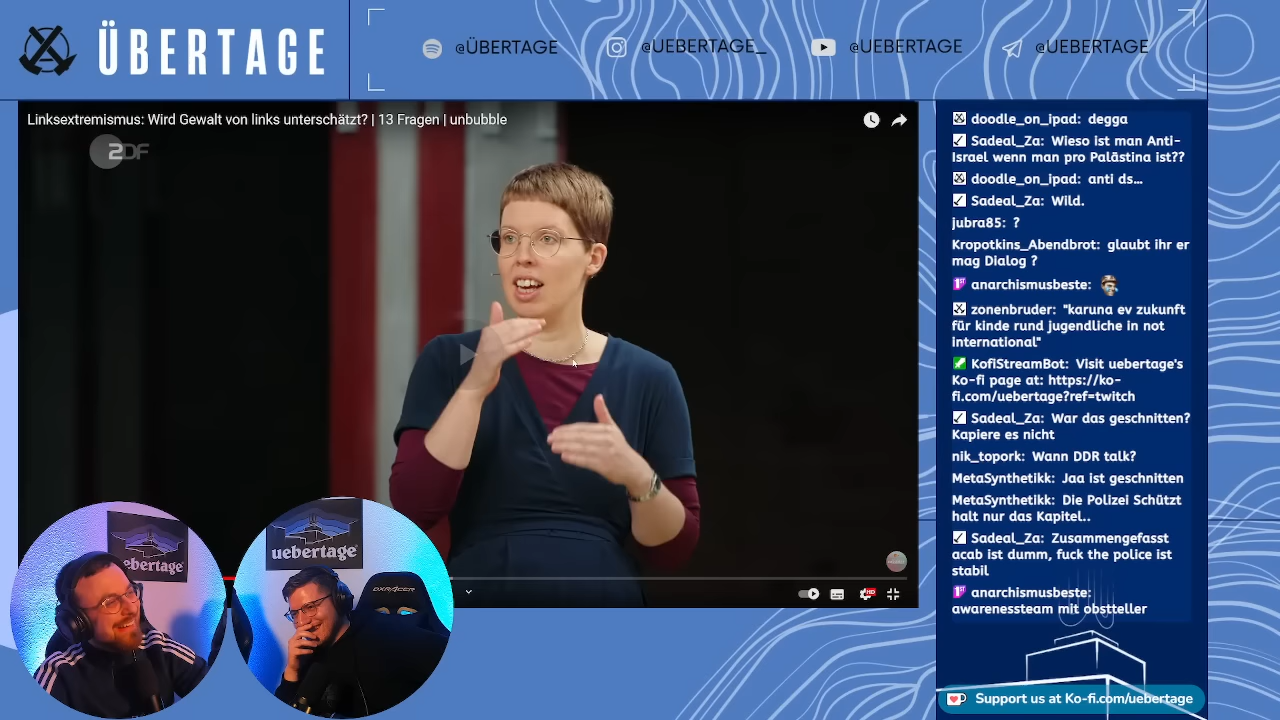 ÜBERTAGE
@ÜBERTAGE
@UEBERTAGE_
@UEBERTAGE
@UEBERTAGE
Linksextremismus: Wird Gewalt von links unterschätzt? | 13 Fragen | unbubble
2DF
doodle_on_ipad: degga
Sadeal_Za: Wieso ist man Anti-
Israel wenn man pro Palästina ist??
doodle_on_ipad: anti ds...
Sadeal_Za: Wild.
jubra85: ?
Kropotkins_Abendbrot: glaubt ihr er
mag Dialog ?
anarchismusbeste:
zonenbruder: "karuna ev zukunft
für kinde rund jugendliche in not
international"
KofiStreamBot: Visit uebertage's
Ko-fi page at: https://ko-
fi.com/uebertage?ref=twitch
Sadeal_Za: War das geschnitten?
Kapiere es nicht
nik_topork: Wann DDR talk?
MetaSynthetikk: Jaa ist geschnitten
MetaSynthetikk: Die Polizei Schützt
halt nur das Kapitel..
Sadeal_Za: Zusammengefasst
acab ist dumm, fuck the police ist
stabil
anarchismusbeste:
awarenessteam mit obstteller
uebertage
uebertage
DXRACER
HD
Support us at Ko-fi.com/uebertage